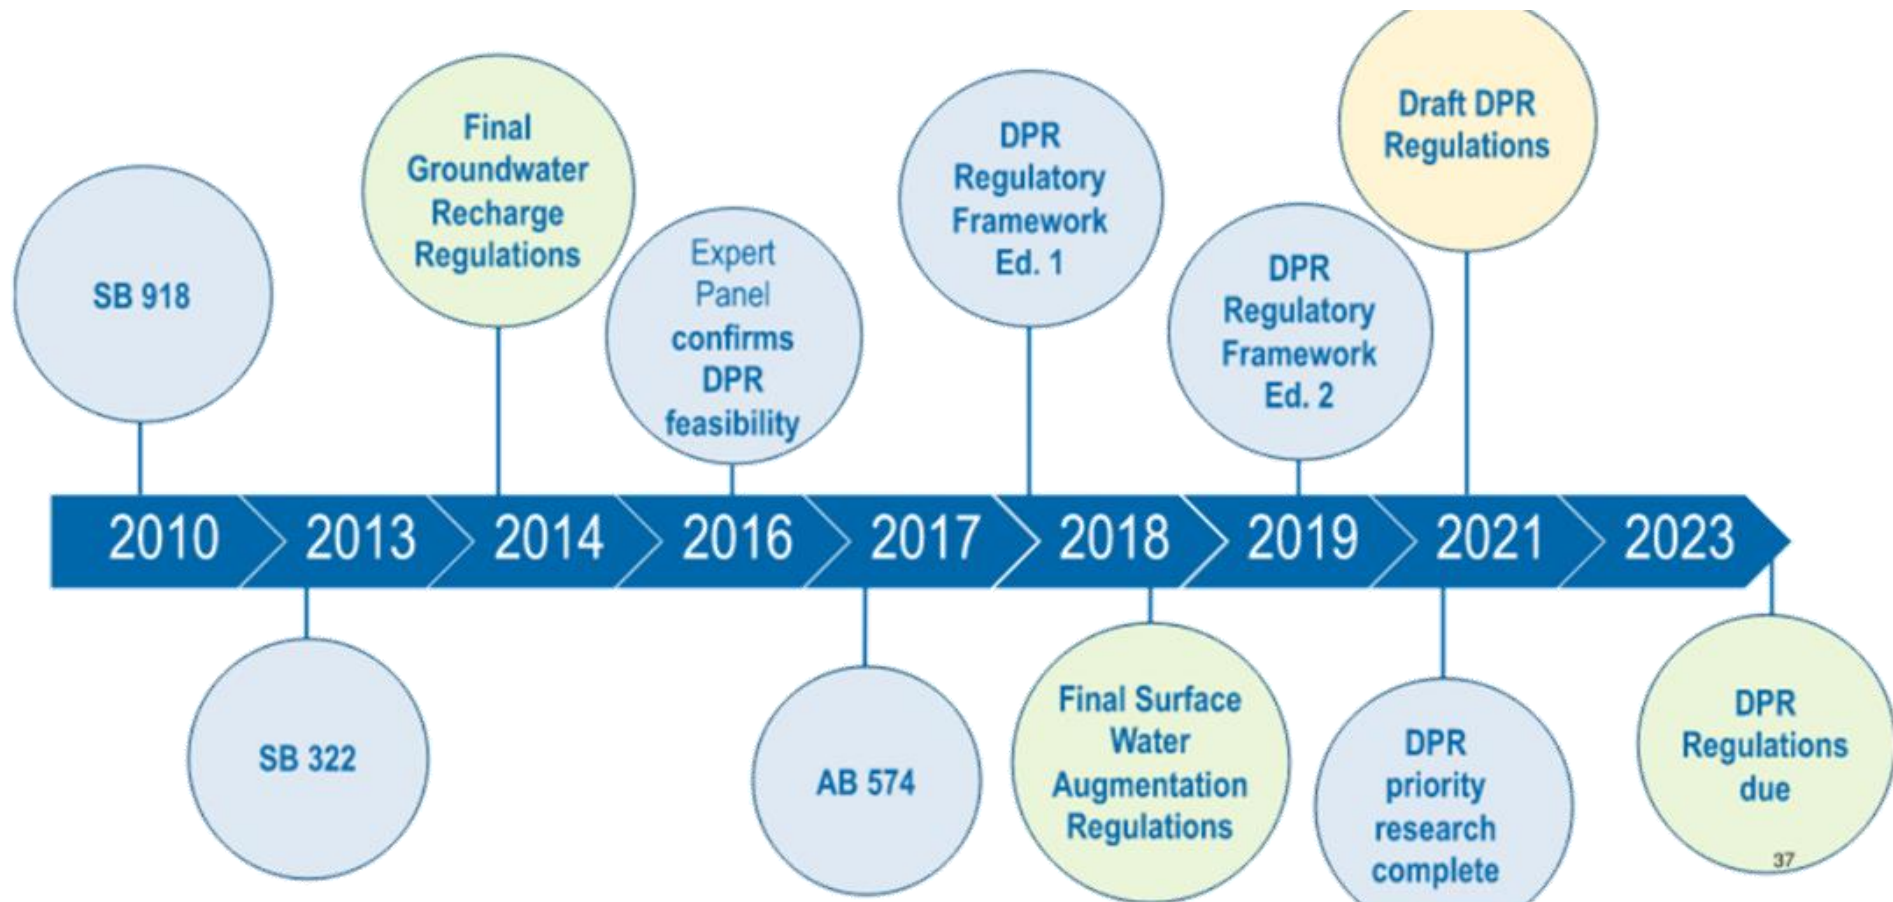 SB 918
Final
Groundwater
Recharge
Regulations
Expert
Panel
confirms
DPR
feasibility
DPR
Regulatory
Framework
Ed. 1
DPR
Regulatory
Framework
Ed. 2
Draft DPR
Regulations
2010
2013
2014
2016
2017
2018
2019
2021
2023
SB 322
AB 574
Final Surface
Water
Augmentation
Regulations
DPR
priority
research
complete
DPR
Regulations
due
37